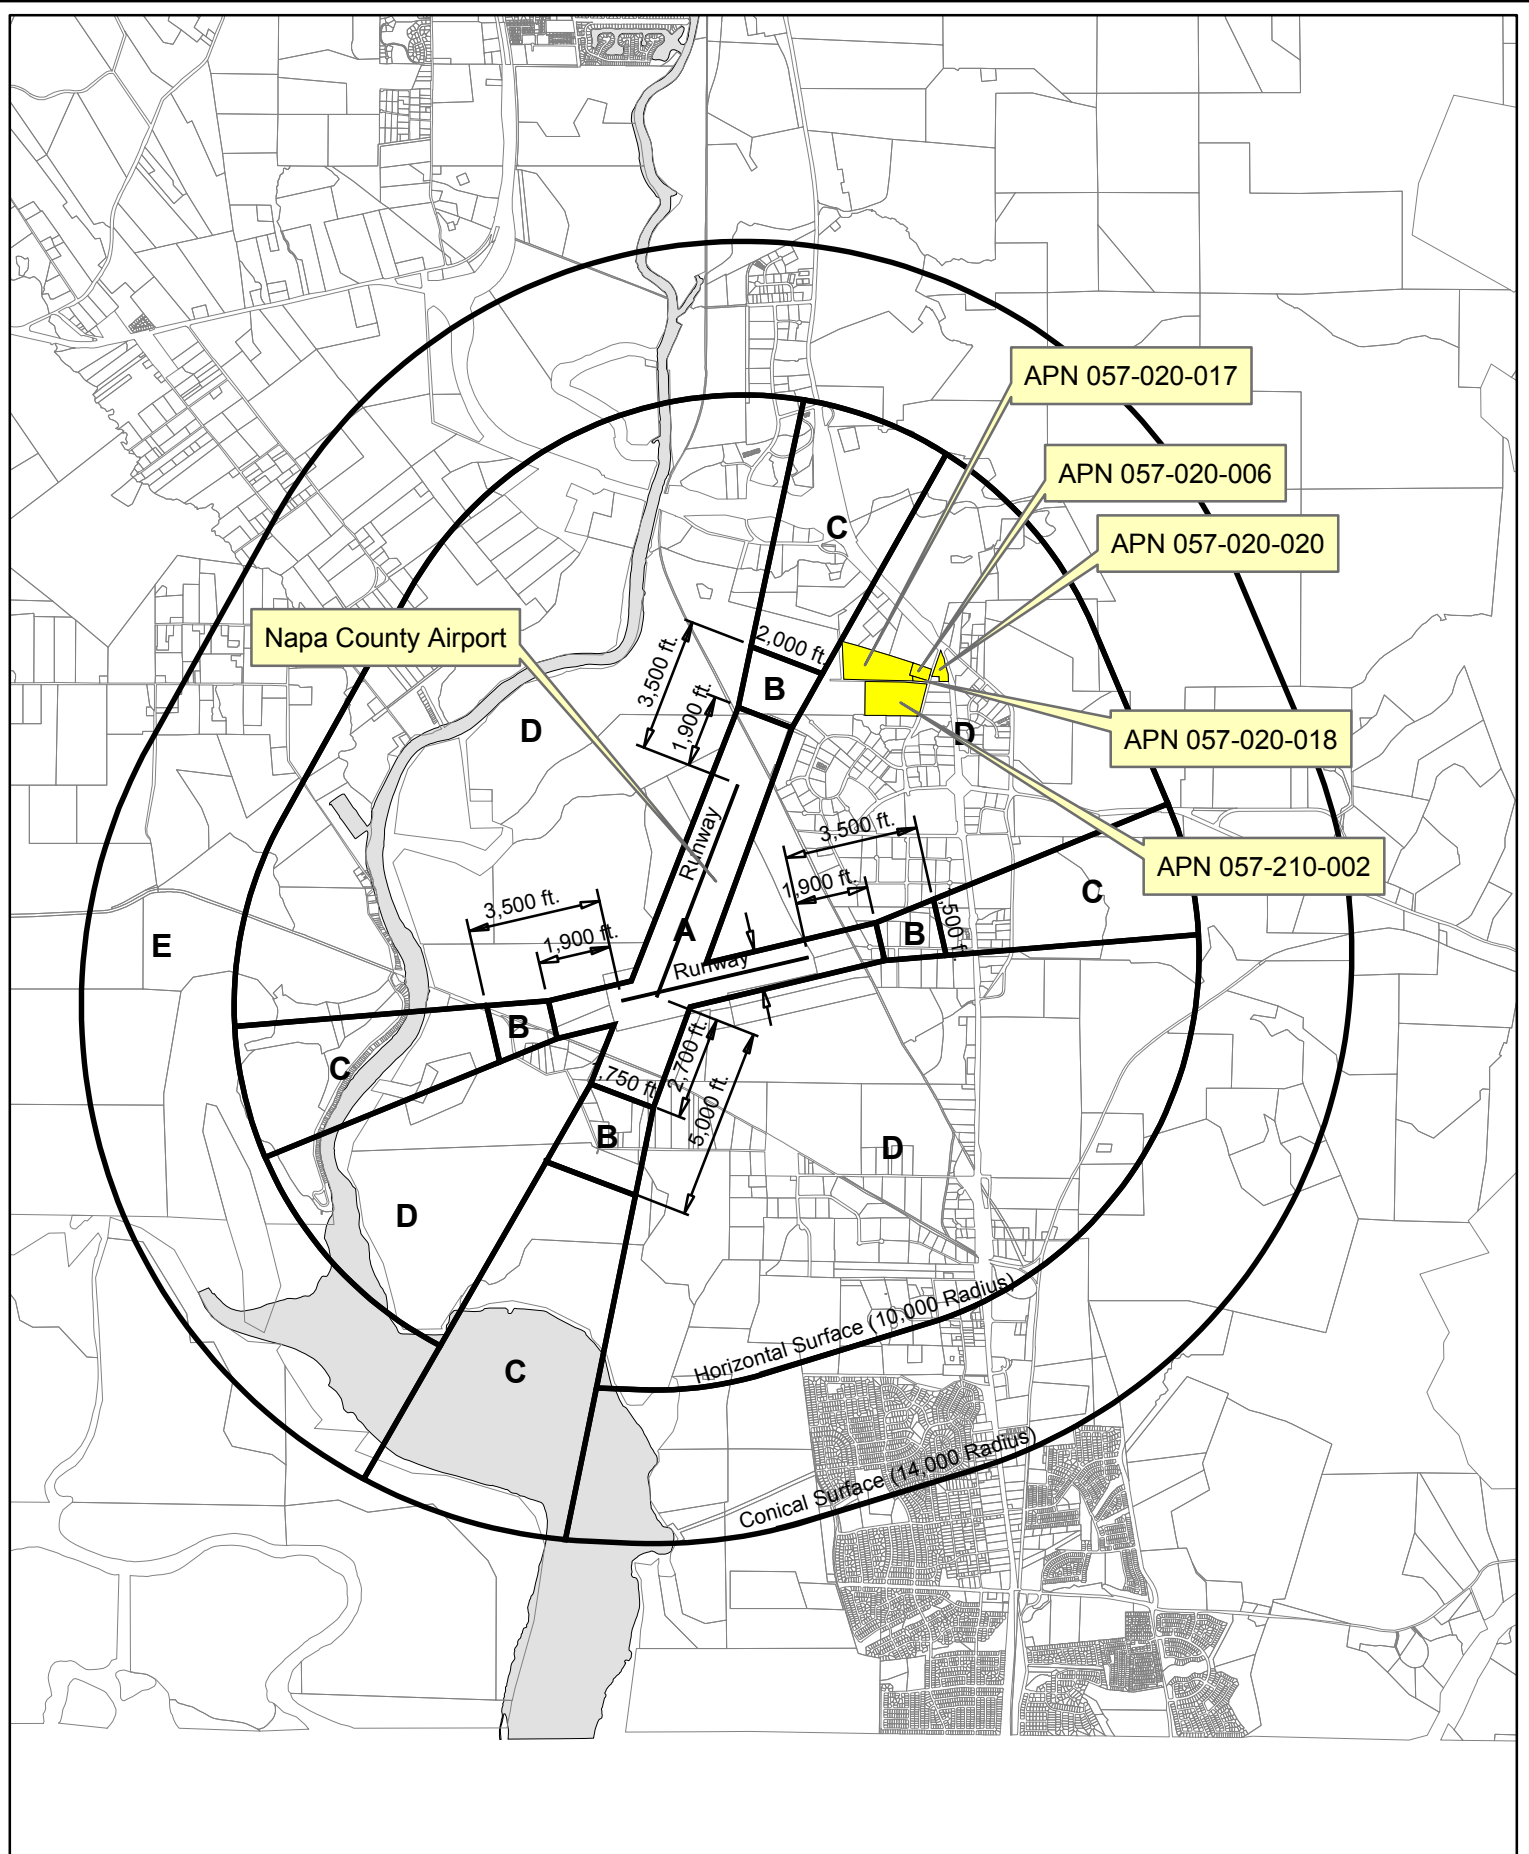 APN 057-020-017
APN 057-020-006
C
APN 057-020-020
Napa County Airport
2,000 ft.
3,500 ft.
B
1,900 ft.
D
D
APN 057-020-018
Runway
3,500 ft.
APN 057-210-002
1,900 ft.
C
3,500 ft.
,500 ft.
1,900 ft.
A
B
E
Runway
B
C
,750 ft.
2,700 ft.
5,000 ft.
B
D
D
Horizontal Surface (10,000 Radius)
C
Conical Surface (14,000 Radius)